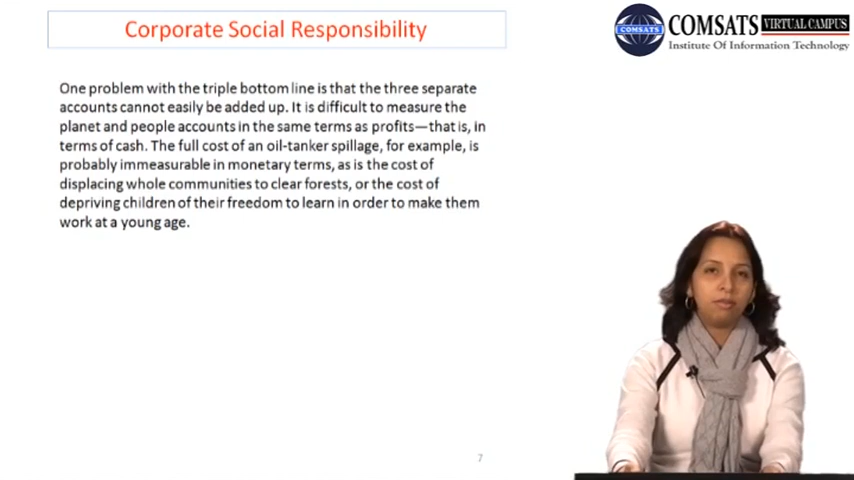 Corporate Social Responsibility
COMSATS VIRTUAL CAMPUS
Institute Of Information Technology
COMSATS
One problem with the triple bottom line is that the three separate
accounts cannot easily be added up. It is difficult to measure the
planet and people accounts in the same terms as profits—that is, in
terms of cash. The full cost of an oil-tanker spillage, for example, is
probably immeasurable in monetary terms, as is the cost of
displacing whole communities to clear forests, or the cost of
depriving children of their freedom to learn in order to make them
work at a young age.
7